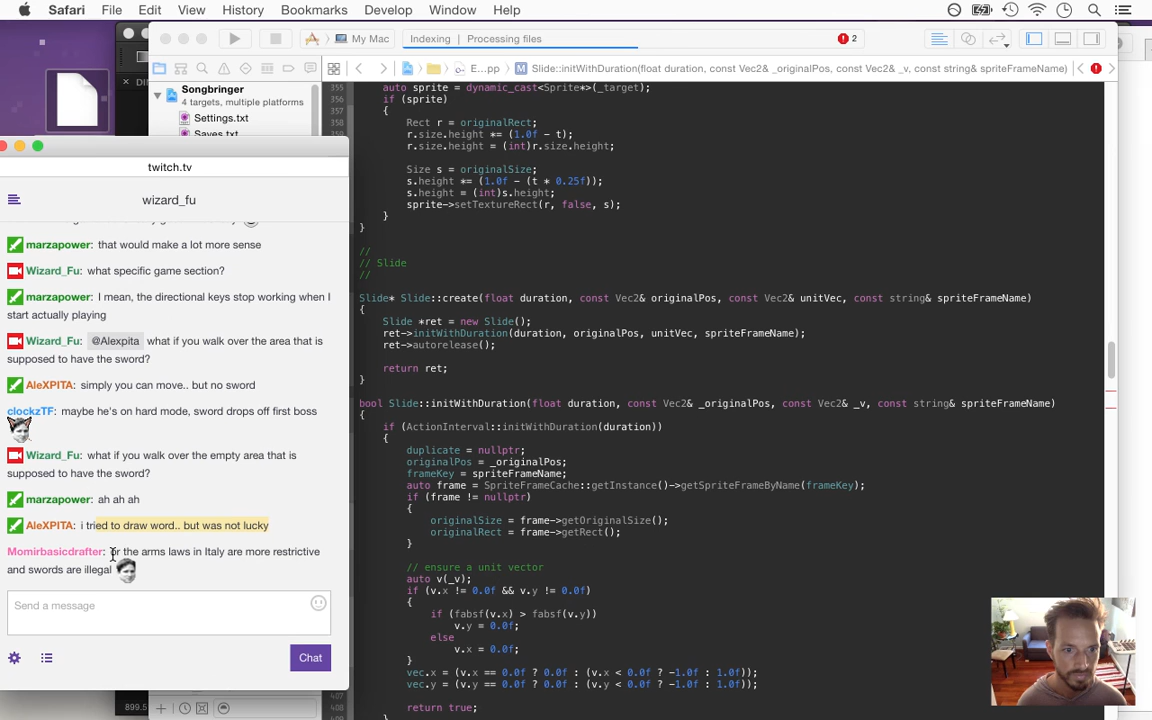 Safari File Edit View History Bookmarks Develop Window Help
My Mac
Indexing | Processing files
2
E...pp
Slide::initWithDuration(float duration, const Vec2& _originalPos, const Vec2& _v, const string& spriteFrameName)
Songbringer
4 targets, multiple platforms
Settings.txt
Saves.txt
twitch.tv
wizard_fu
marzapower: that would make a lot more sense
Wizard_Fu: what specific game section?
marzapower: I mean, the directional keys stop working when I
start actually playing
Wizard_Fu: @Alexpita what if you walk over the area that is
supposed to have the sword?
AleXPITA: simply you can move.. but no sword
clockzTF: maybe he's on hard mode, sword drops off first boss
Wizard_Fu: what if you walk over the empty area that is
supposed to have the sword?
marzapower: ah ah ah
AleXPITA: i tried to draw word.. but was not lucky
Momirbasicdrafter: or the arms laws in Italy are more restrictive
and swords are illegal
Send a message
Chat
899.5
355 auto sprite = dynamic_cast<Sprite*>(_target);
356 if (sprite)
357 {
358 Rect r = originalRect;
r.size.height *= (1.0f - t);
r.size.height = (int)r.size.height;
Size s = originalSize;
s.height *= (1.0f - (t * 0.25f));
s.height = (int)s.height;
sprite->setTextureRect(r, false, s);
}
}
//
// Slide
//
Slide* Slide::create(float duration, const Vec2& originalPos, const Vec2& unitVec, const string& spriteFrameName)
{
Slide *ret = new Slide();
ret->initWithDuration(duration, originalPos, unitVec, spriteFrameName);
ret->autorelease();
return ret;
}
bool Slide::initWithDuration(float duration, const Vec2& _originalPos, const Vec2& _v, const string& spriteFrameName)
{
if (ActionInterval::initWithDuration(duration))
{
duplicate = nullptr;
originalPos = _originalPos;
frameKey = spriteFrameName;
auto frame = SpriteFrameCache::getInstance()->getSpriteFrameByName(frameKey);
if (frame != nullptr)
{
originalSize = frame->getOriginalSize();
originalRect = frame->getRect();
}
// ensure a unit vector
auto v(_v);
if (v.x != 0.0f && v.y != 0.0f)
{
if (fabsf(v.x) > fabsf(v.y))
v.y = 0.0f;
else
v.x = 0.0f;
}
vec.x = (v.x == 0.0f ? 0.0f : (v.x < 0.0f ? -1.0f : 1.0f));
vec.y = (v.y == 0.0f ? 0.0f : (v.y < 0.0f ? -1.0f : 1.0f));
407
408 return true;